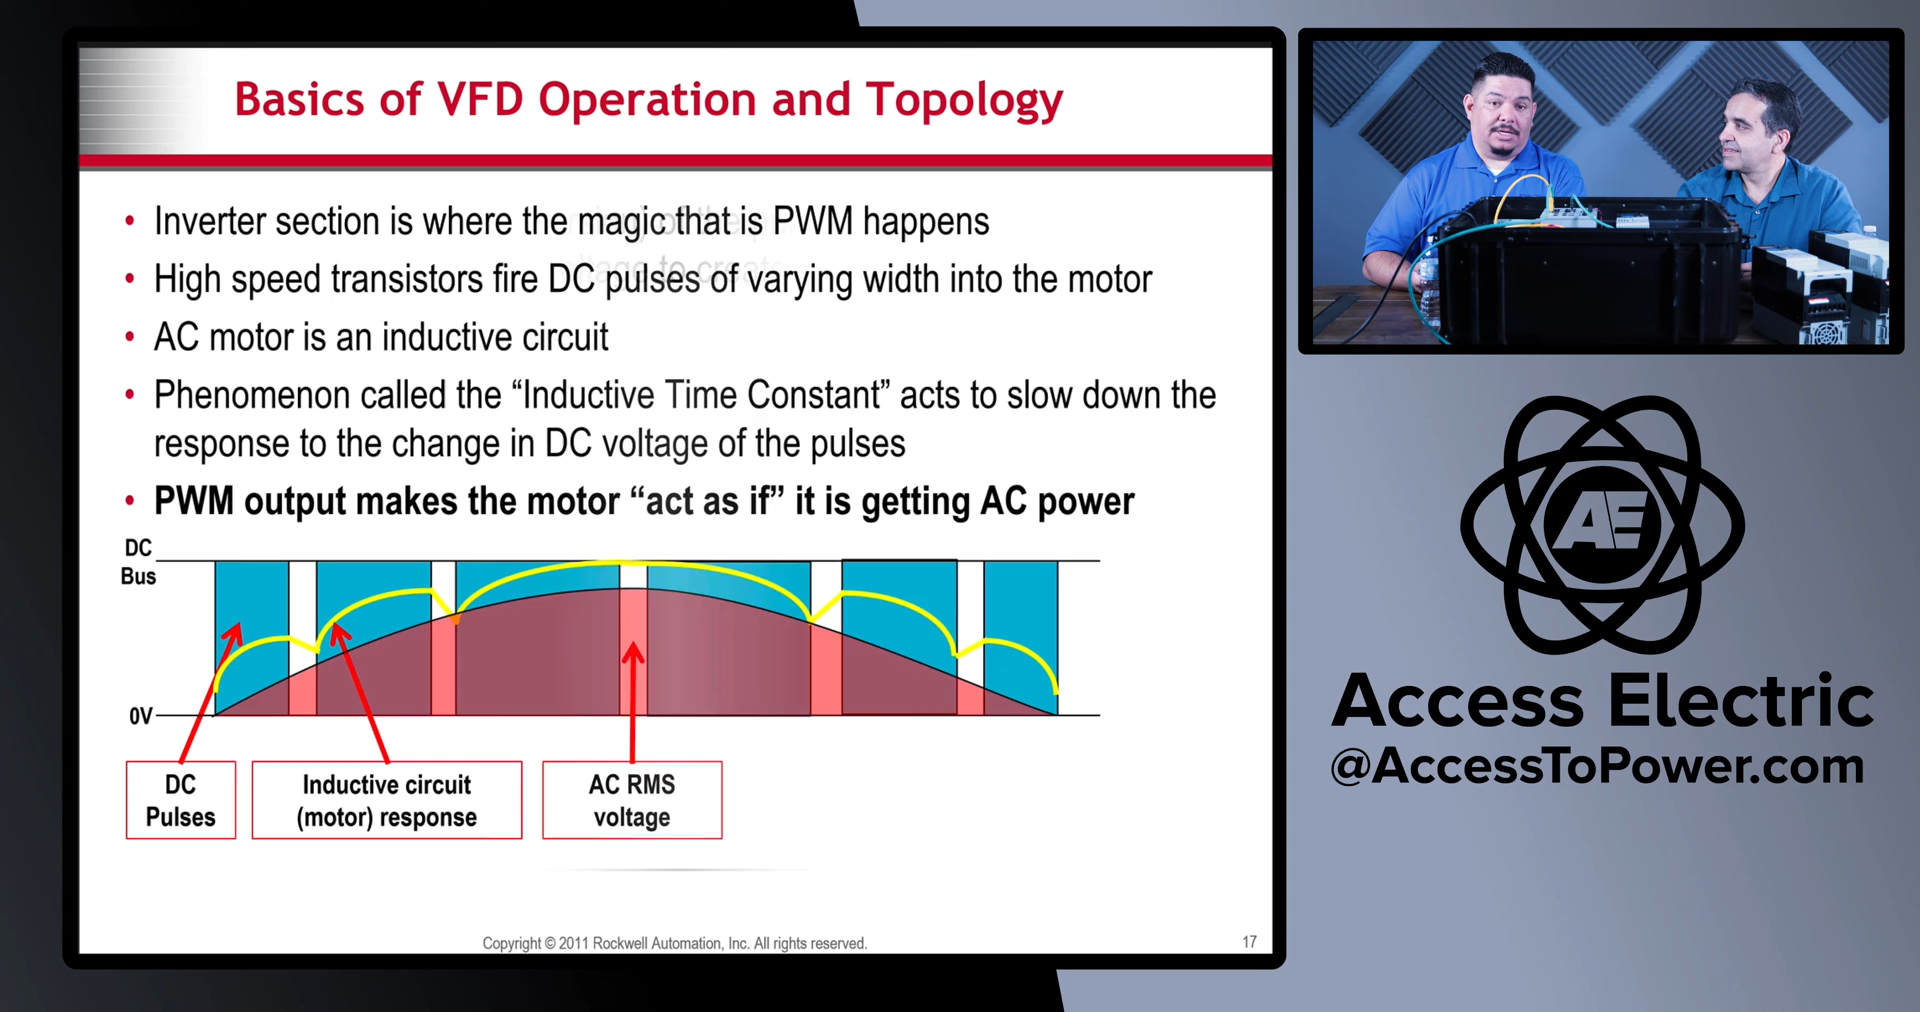 Basics of VFD Operation and Topology
• Inverter section is where the magic that is PWM happens
• High speed transistors fire DC pulses of varying width into the motor
• AC motor is an inductive circuit
• Phenomenon called the “Inductive Time Constant” acts to slow down the
response to the change in DC voltage of the pulses
• PWM output makes the motor “act as if” it is getting AC power
DC
Bus
0V
DC
Pulses
Inductive circuit
(motor) response
AC RMS
voltage
Copyright © 2011 Rockwell Automation, Inc. All rights reserved.
17
AE
Access Electric
@AccessToPower.com